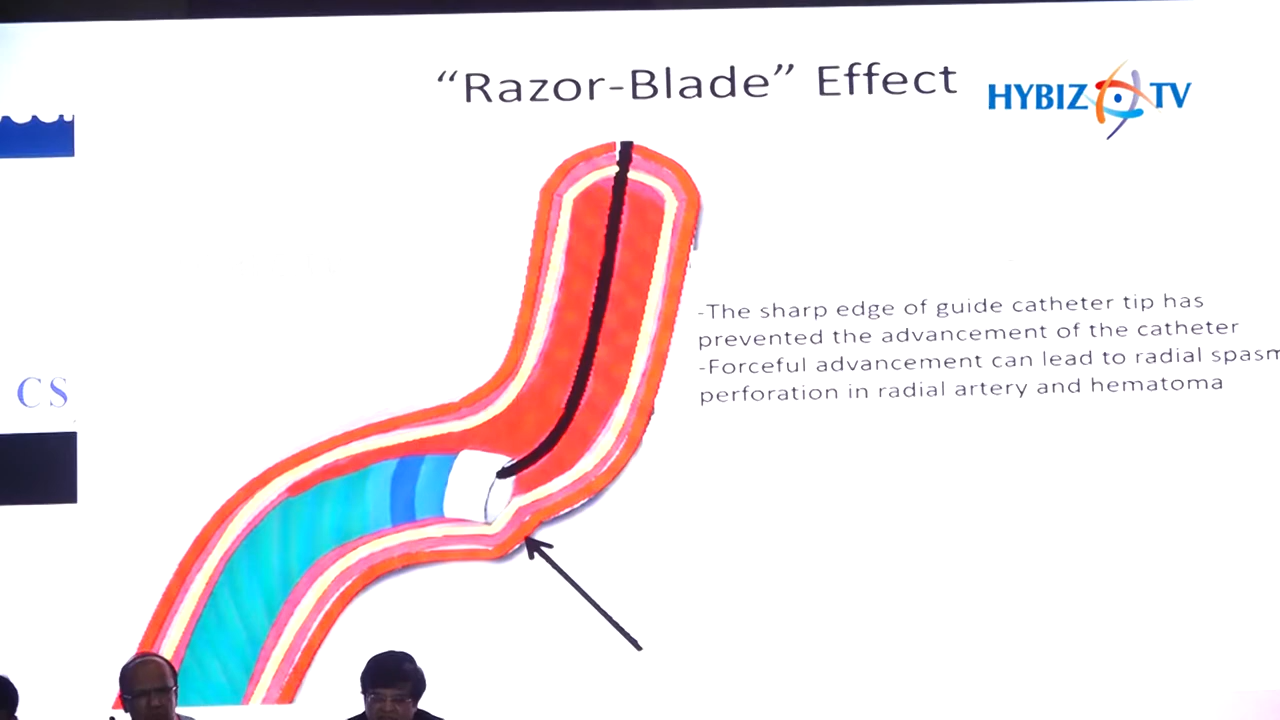 “Razor-Blade” Effect
HYBIZ TV
-The sharp edge of guide catheter tip has
prevented the advancement of the catheter
-Forceful advancement can lead to radial spasm
perforation in radial artery and hematoma
CS